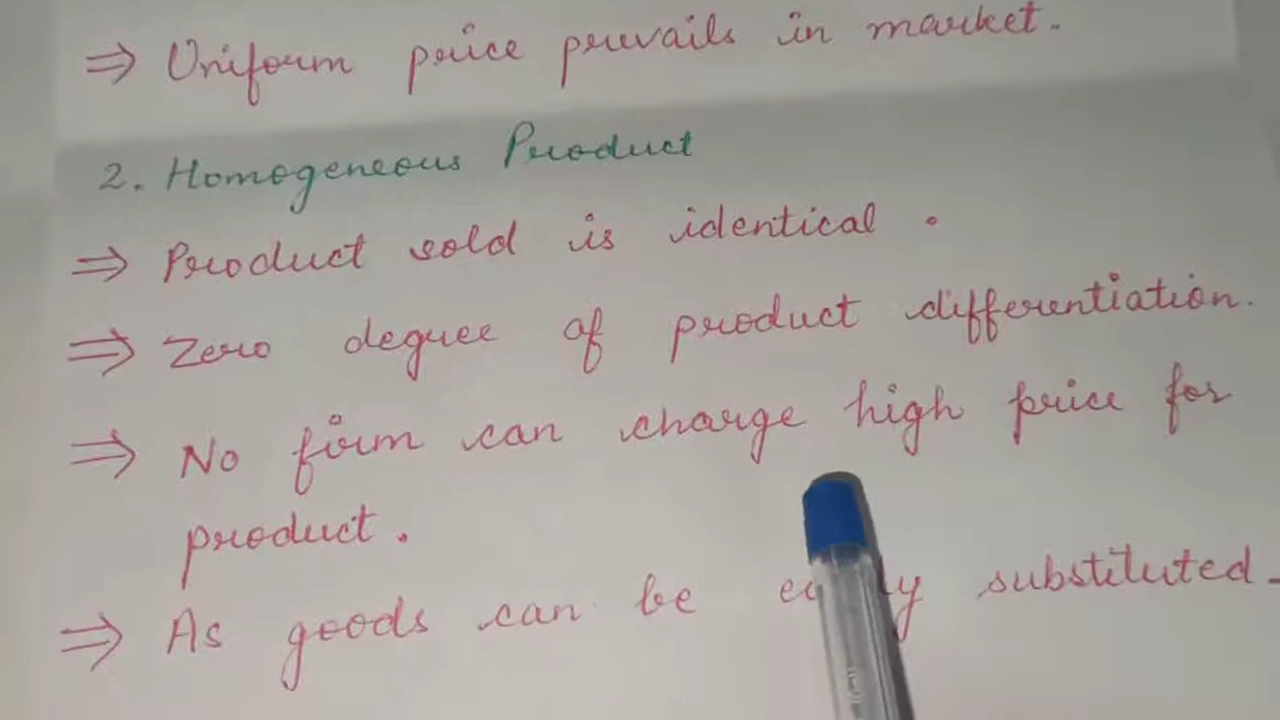 ⇒ Uniform price prevails in market.
2. Homogeneous Product
⇒ Product sold is identical.
⇒ Zero degree of product differentiation.
⇒ No firm can charge high price for
product.
⇒ As goods can be substituted.